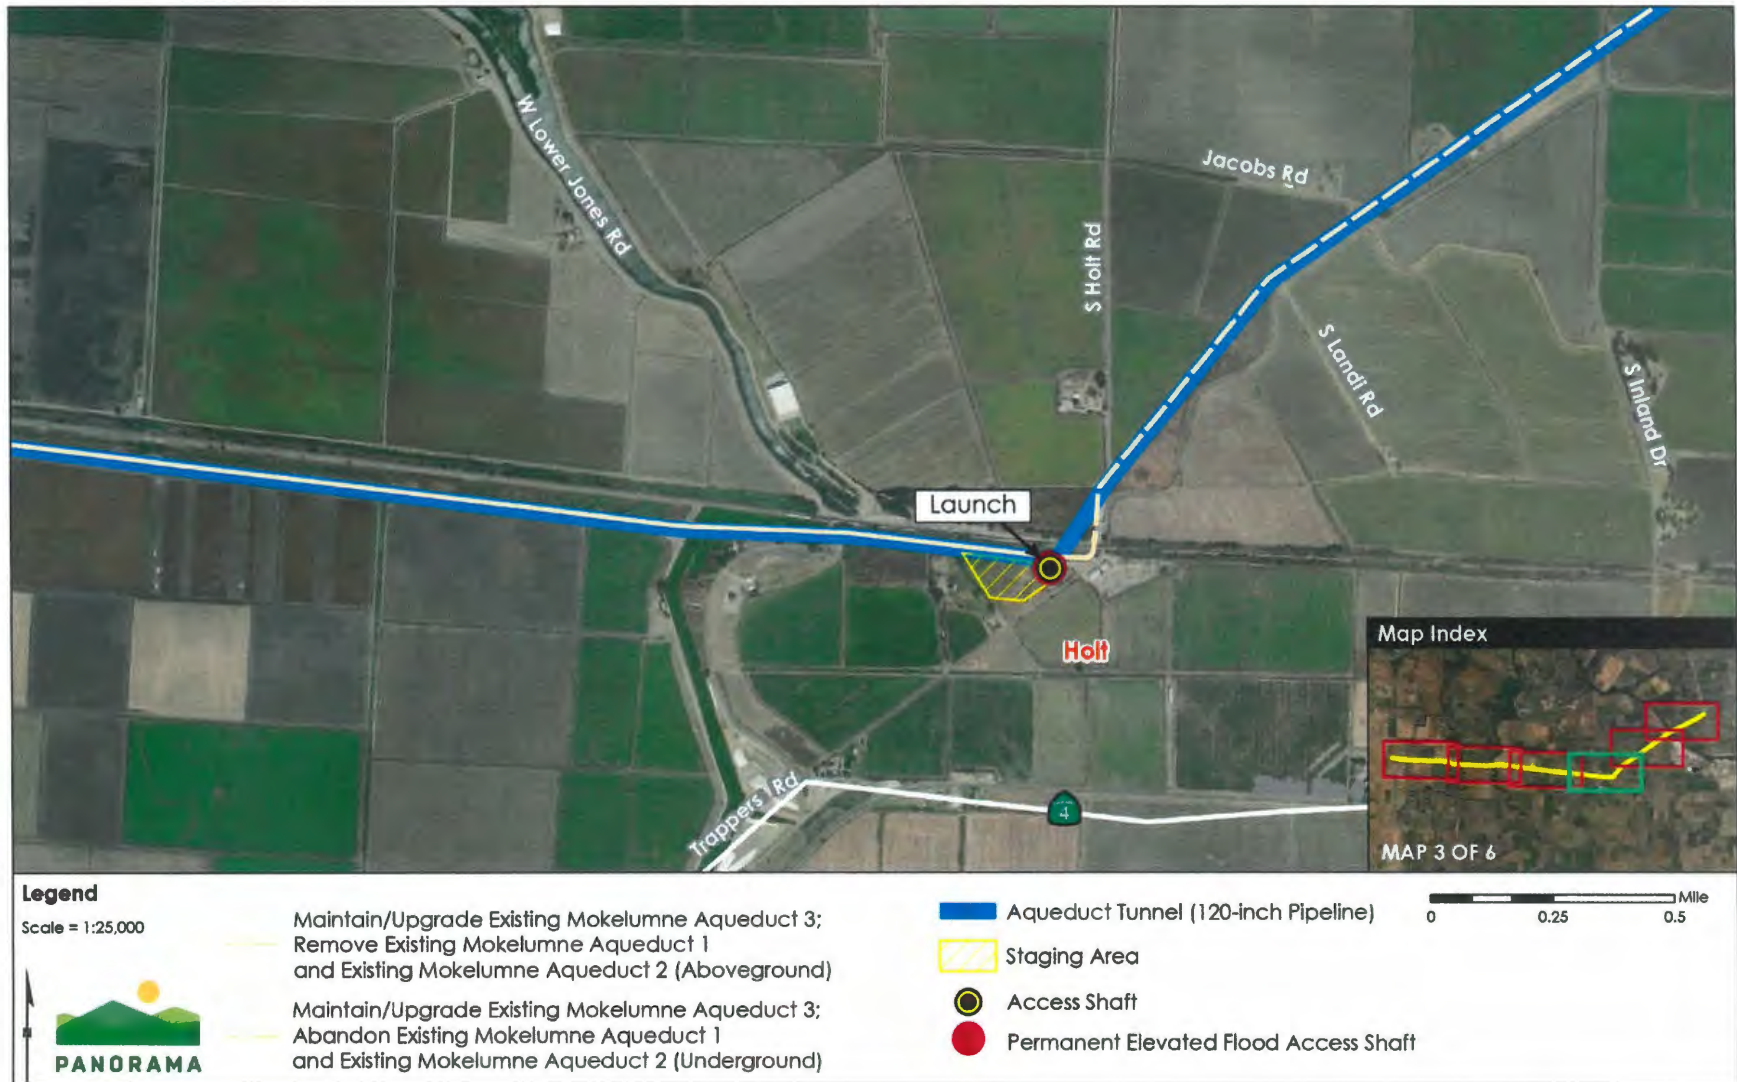 W Lower Jones Rd
Jacobs Rd
S Holt Rd
S Landi Rd
S Inland Dr
Launch
Holt
Trappers Rd
4
Map Index
MAP 3 OF 6
Legend
Scale = 1:25,000
PANORAMA
Maintain/Upgrade Existing Mokelumne Aqueduct 3;
Remove Existing Mokelumne Aqueduct 1
and Existing Mokelumne Aqueduct 2 (Aboveground)
Maintain/Upgrade Existing Mokelumne Aqueduct 3;
Abandon Existing Mokelumne Aqueduct 1
and Existing Mokelumne Aqueduct 2 (Underground)
Aqueduct Tunnel (120-inch Pipeline)
Staging Area
Access Shaft
Permanent Elevated Flood Access Shaft
Mile
0 0.25 0.5